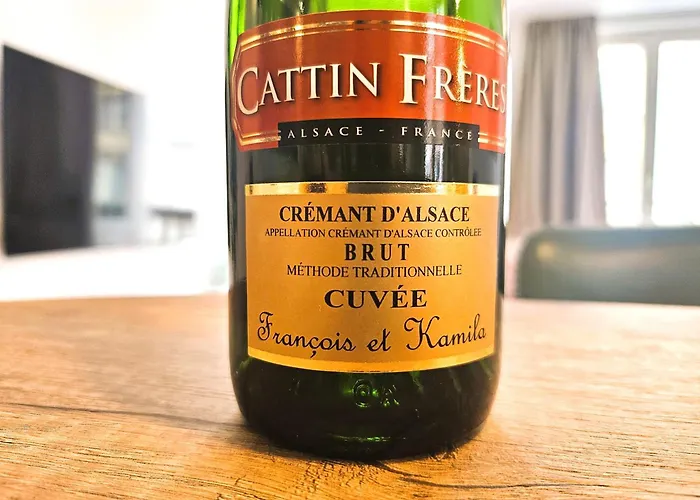 CATTIN FRÈRES
ALSACE - FRANCE
CRÉMANT D'ALSACE
APPELLATION CRÉMANT D'ALSACE CONTRÔLÉE
BRUT
MÉTHODE TRADITIONNELLE
CUVÉE
François et Kamila